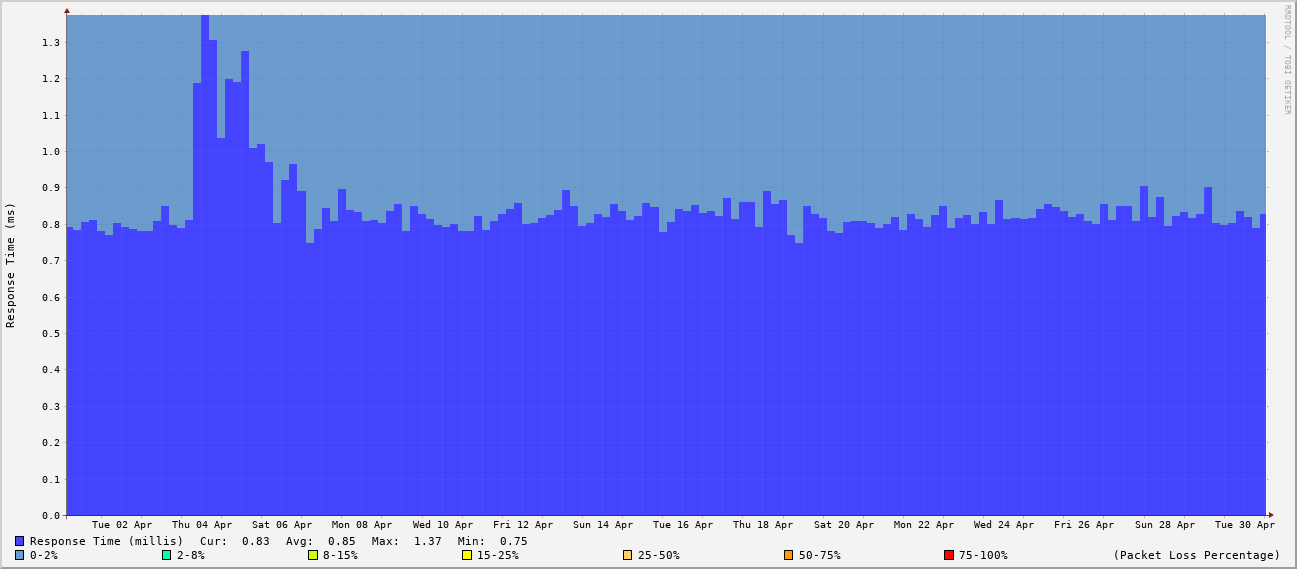 RRDTOOL / TOBI OETIKER
Response Time (ms)
1.3
1.2
1.1
1.0
0.9
0.8
0.7
0.6
0.5
0.4
0.3
0.2
0.1
0.0
Tue 02 Apr Thu 04 Apr Sat 06 Apr Mon 08 Apr Wed 10 Apr Fri 12 Apr Sun 14 Apr Tue 16 Apr Thu 18 Apr Sat 20 Apr Mon 22 Apr Wed 24 Apr Fri 26 Apr Sun 28 Apr Tue 30 Apr
Response Time (millis) Cur: 0.83 Avg: 0.85 Max: 1.37 Min: 0.75
0-2% 2-8% 8-15% 15-25% 25-50% 50-75% 75-100% (Packet Loss Percentage)